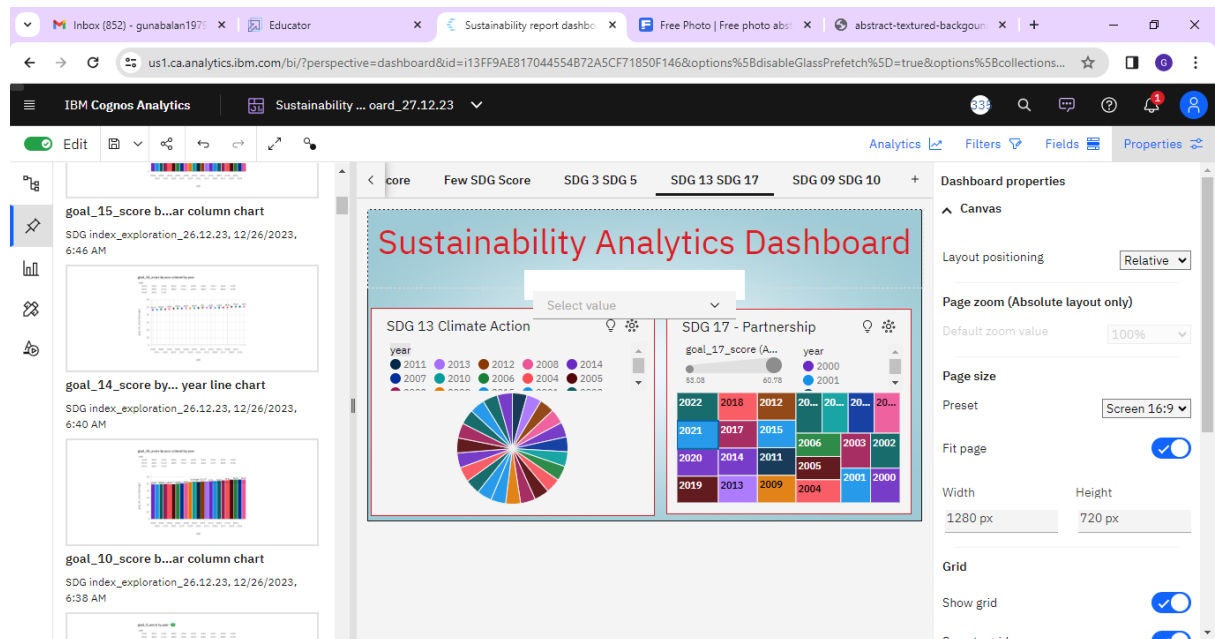 Inbox (852) - gunabalan1979
Educator
Sustainability report dashbo
Free Photo | Free photo abst
abstract-textured-backgoun
us1.ca.analytics.ibm.com/bi/?perspective=dashboard&id=i13FF9AE817044554B72A5CF71850F146&options%5BdisableGlassPrefetch%5D=true&options%5Bcollections...
G
IBM Cognos Analytics
Sustainability ... oard_27.12.23
1
Edit
Analytics
Filters
Fields
Properties
goal_15_score b...ar column chart
SDG index_exploration_26.12.23, 12/26/2023,
6:46 AM
goal_14_score by... year line chart
SDG index_exploration_26.12.23, 12/26/2023,
6:40 AM
goal_10_score b...ar column chart
SDG index_exploration_26.12.23, 12/26/2023,
6:38 AM
core
Few SDG Score
SDG 3 SDG 5
SDG 13 SDG 17
SDG 09 SDG 10
Sustainability Analytics Dashboard
Select value
SDG 13 Climate Action
year
2011 2013 2012 2008 2014
2007 2010 2006 2004 2005
SDG 17 - Partnership
goal_17_score (A...
53.08 60.78
year
2000
2001
2022 2018 2012 20... 20... 20... 20...
2021 2017 2015 2006 2003 2002
2020 2014 2011 2005
2019 2013 2009 2004 2001 2000
Dashboard properties
Canvas
Layout positioning
Relative
Page zoom (Absolute layout only)
Default zoom value
100%
Page size
Preset
Screen 16:9
Fit page
Width
Height
1280 px
720 px
Grid
Show grid